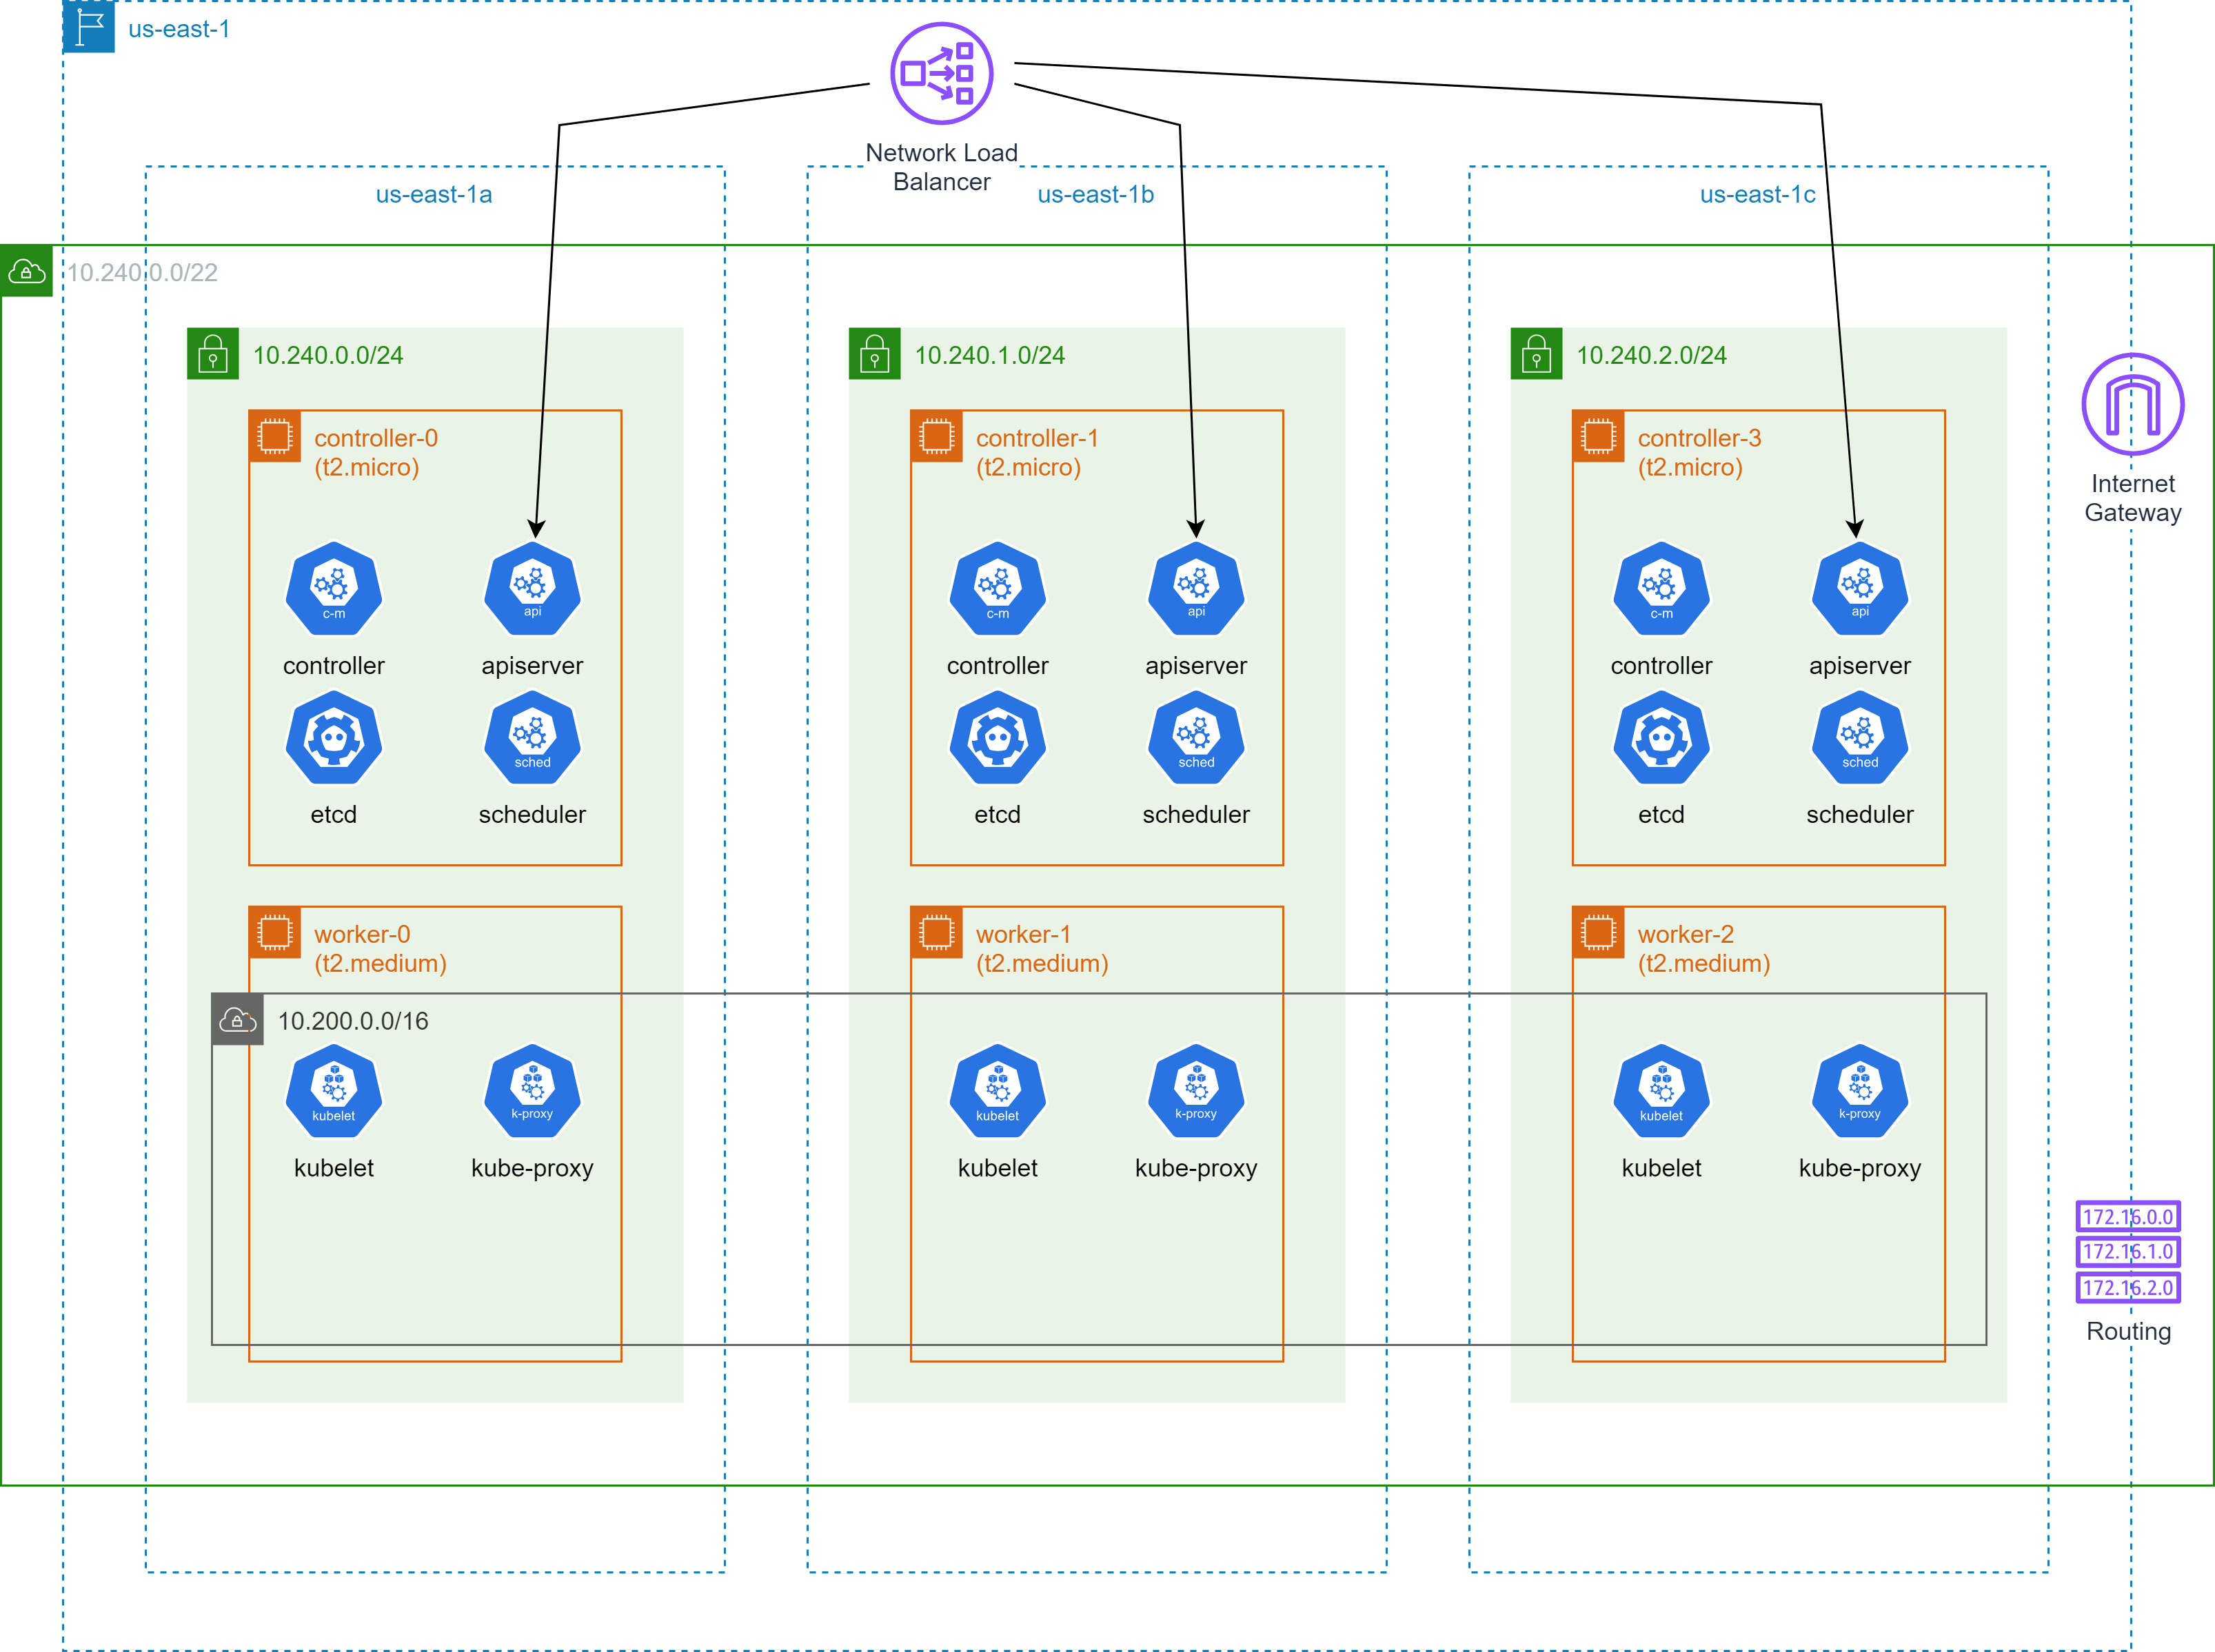 us-east-1
Network Load
Balancer
us-east-1a
us-east-1b
us-east-1c
10.240.0.0/22
10.240.0.0/24
10.240.1.0/24
10.240.2.0/24
controller-0
(t2.micro)
controller-1
(t2.micro)
controller-3
(t2.micro)
Internet
Gateway
c-m
api
c-m
api
c-m
api
controller
apiserver
controller
apiserver
controller
apiserver
sched
sched
sched
etcd
scheduler
etcd
scheduler
etcd
scheduler
worker-0
(t2.medium)
worker-1
(t2.medium)
worker-2
(t2.medium)
10.200.0.0/16
kubelet
k-proxy
kubelet
k-proxy
kubelet
k-proxy
kubelet
kube-proxy
kubelet
kube-proxy
kubelet
kube-proxy
172.16.0.0
172.16.1.0
172.16.2.0
Routing